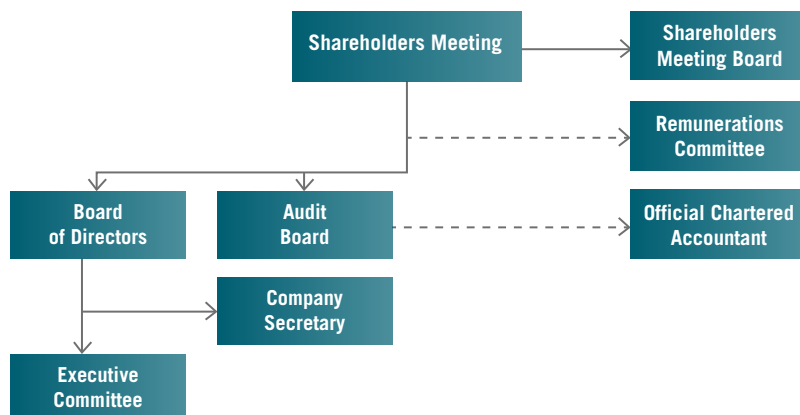 Shareholders Meeting
Shareholders
Meeting Board
Remunerations
Committee
Board
of Directors
Audit
Board
Official Chartered
Accountant
Company
Secretary
Executive
Committee